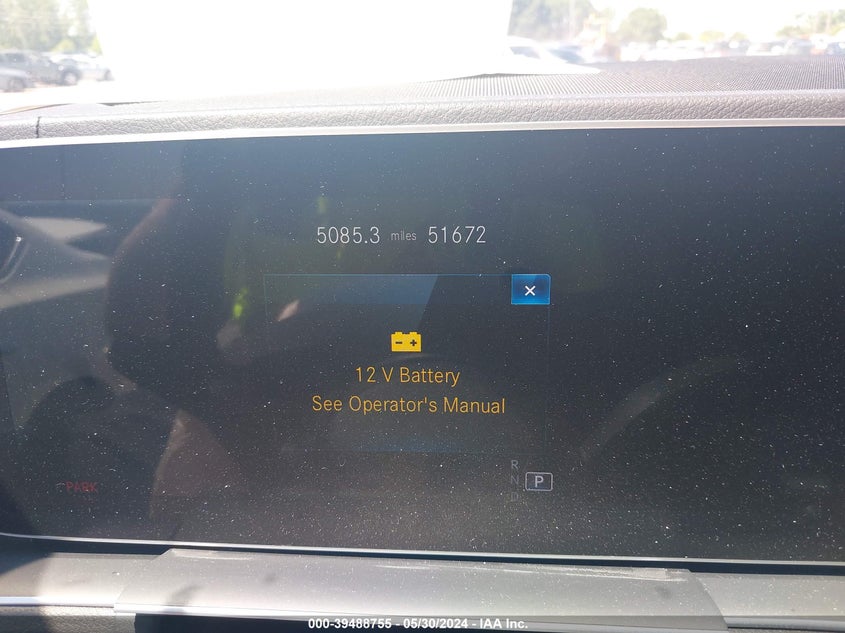 5085.3 miles 51672
×
12 V Battery
See Operator's Manual
R
N P
D
PARK
000-39488755 - 05/30/2024 - IAA Inc.